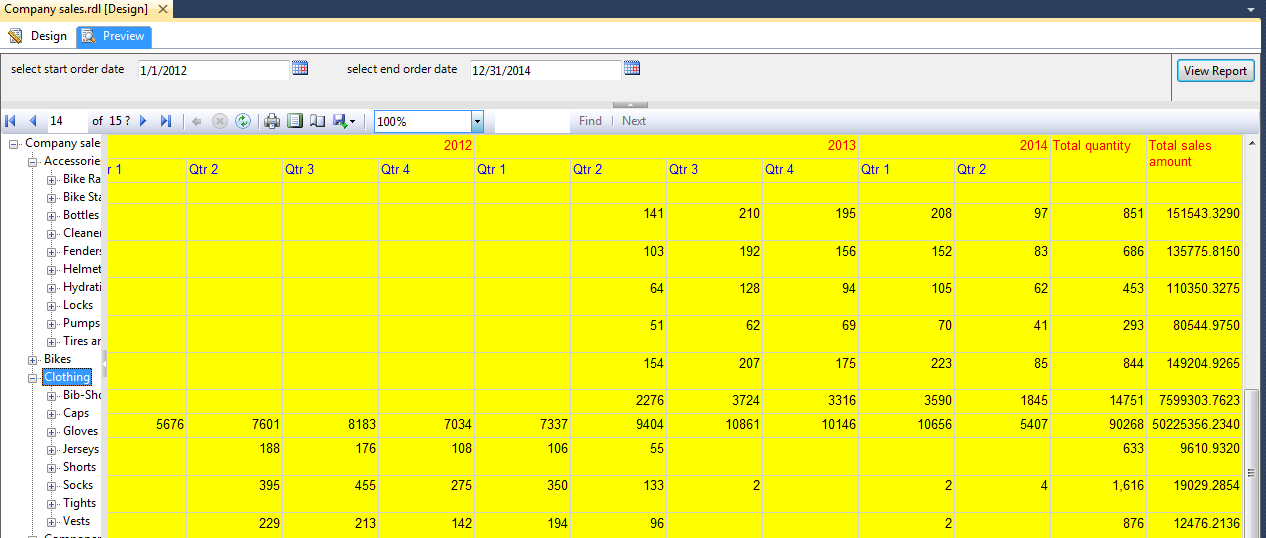 Company sales.rdl [Design]
Design Preview
select start order date 1/1/2012 select end order date 12/31/2014 View Report
14 of 15 ? 100% Find | Next
Company sale
Accessorie
Bike Ra
Bike Sta
Bottles
Cleaner
Fenders
Helmet
Hydrati
Locks
Pumps
Tires ar
Bikes
Clothing
Bib-Sho
Caps
Gloves
Jerseys
Shorts
Socks
Tights
Vests
2012 2013 2014 Total quantity Total sales
amount
r 1 Qtr 2 Qtr 3 Qtr 4 Qtr 1 Qtr 2 Qtr 3 Qtr 4 Qtr 1 Qtr 2
141 210 195 208 97 851 151543.3290
103 192 156 152 83 686 135775.8150
64 128 94 105 62 453 110350.3275
51 62 69 70 41 293 80544.9750
154 207 175 223 85 844 149204.9265
2276 3724 3316 3590 1845 14751 7599303.7623
5676 7601 8183 7034 7337 9404 10861 10146 10656 5407 90268 50225356.2340
188 176 108 106 55 633 9610.9320
395 455 275 350 133 2 2 4 1,616 19029.2854
229 213 142 194 96 2 876 12476.2136